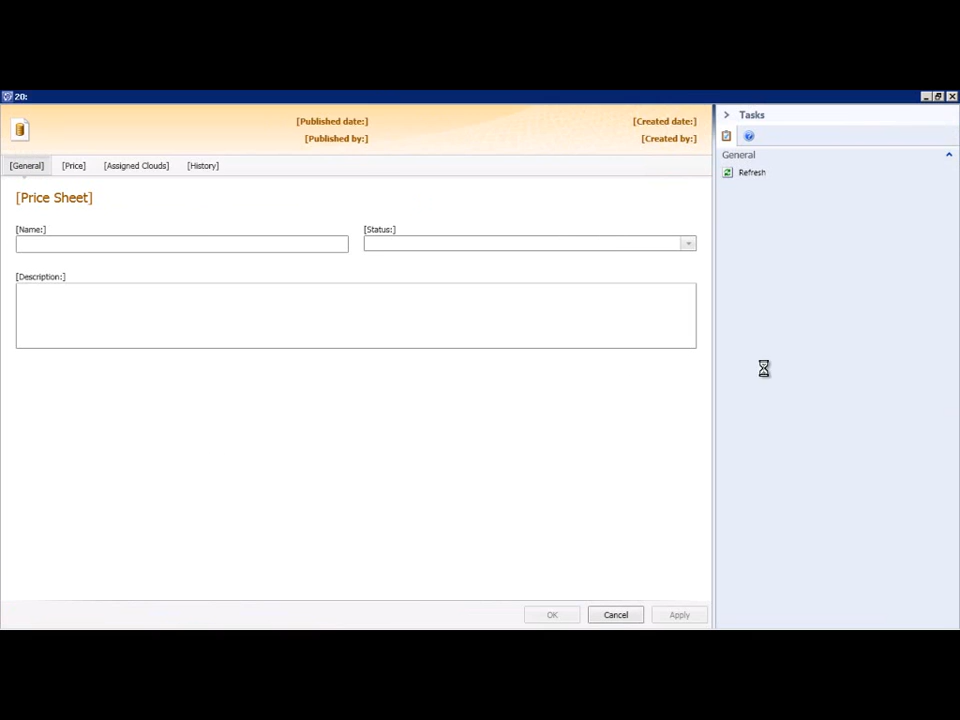 20:
[Published date:]
[Created date:]
[Published by:]
[Created by:]
[General]
[Price]
[Assigned Clouds]
[History]
[Price Sheet]
[Name:]
[Status:]
[Description:]
OK
Cancel
Apply
Tasks
General
Refresh